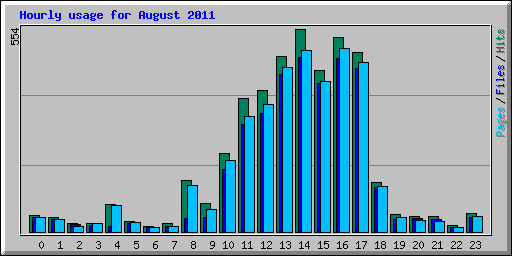 Hourly usage for August 2011
554
Pages / Files / Hits
0 1 2 3 4 5 6 7 8 9 10 11 12 13 14 15 16 17 18 19 20 21 22 23